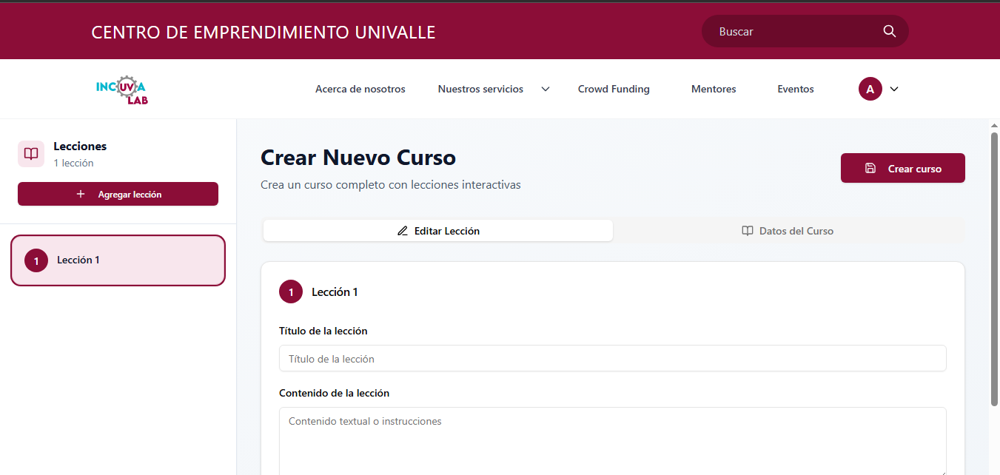 CENTRO DE EMPRENDIMIENTO UNIVALLE
Buscar
INCUVA
LAB
Acerca de nosotros
Nuestros servicios
Crowd Funding
Mentores
Eventos
A
Lecciones
1 lección
Agregar lección
1
Lección 1
Crear Nuevo Curso
Crea un curso completo con lecciones interactivas
Crear curso
Editar Lección
Datos del Curso
1
Lección 1
Título de la lección
Título de la lección
Contenido de la lección
Contenido textual o instrucciones